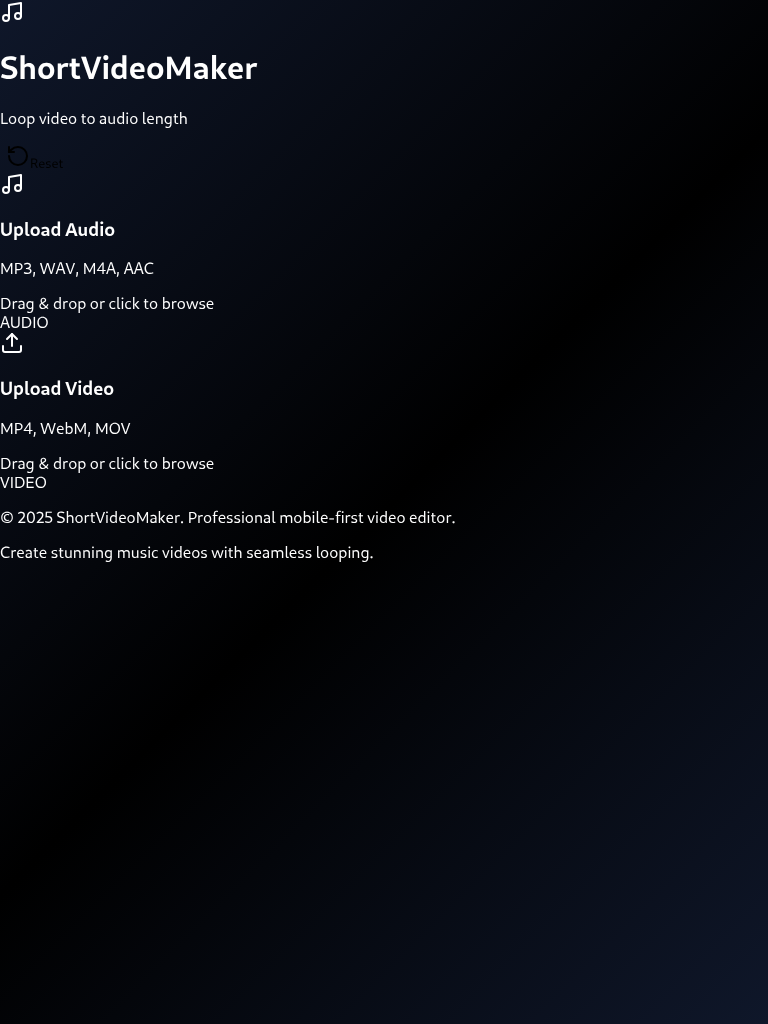 ShortVideoMaker
Loop video to audio length
Reset
Upload Audio
MP3, WAV, M4A, AAC
Drag & drop or click to browse
AUDIO
Upload Video
MP4, WebM, MOV
Drag & drop or click to browse
VIDEO
© 2025 ShortVideoMaker. Professional mobile-first video editor.
Create stunning music videos with seamless looping.